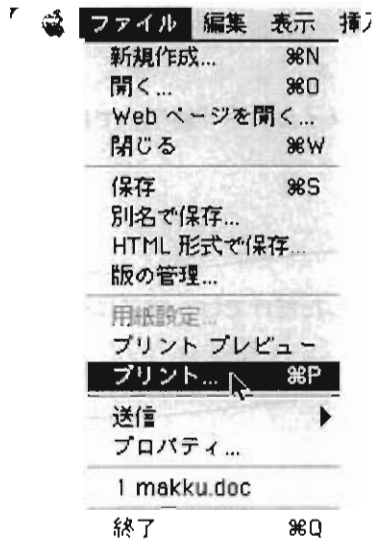 ファイル 編集 表示 挿入
新規作成... ⌘N
開く... ⌘O
Web ページを開く...
閉じる ⌘W
保存 ⌘S
別名で保存...
HTML 形式で保存...
版の管理...
用紙設定...
プリント プレビュー
プリント... ⌘P
送信
プロパティ...
1 makku.doc
終了 ⌘Q